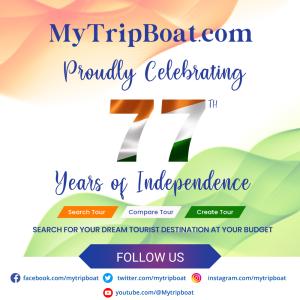 MyTripBoat.com
Proudly Celebrating
77TH
Years of Independence
Search Tour Compare Tour Create Tour
SEARCH FOR YOUR DREAM TOURIST DESTINATION AT YOUR BUDGET
FOLLOW US
facebook.com/mytripboat twitter.com/mytripboat instagram.com/mytripboat
youtube.com/@Mytripboat